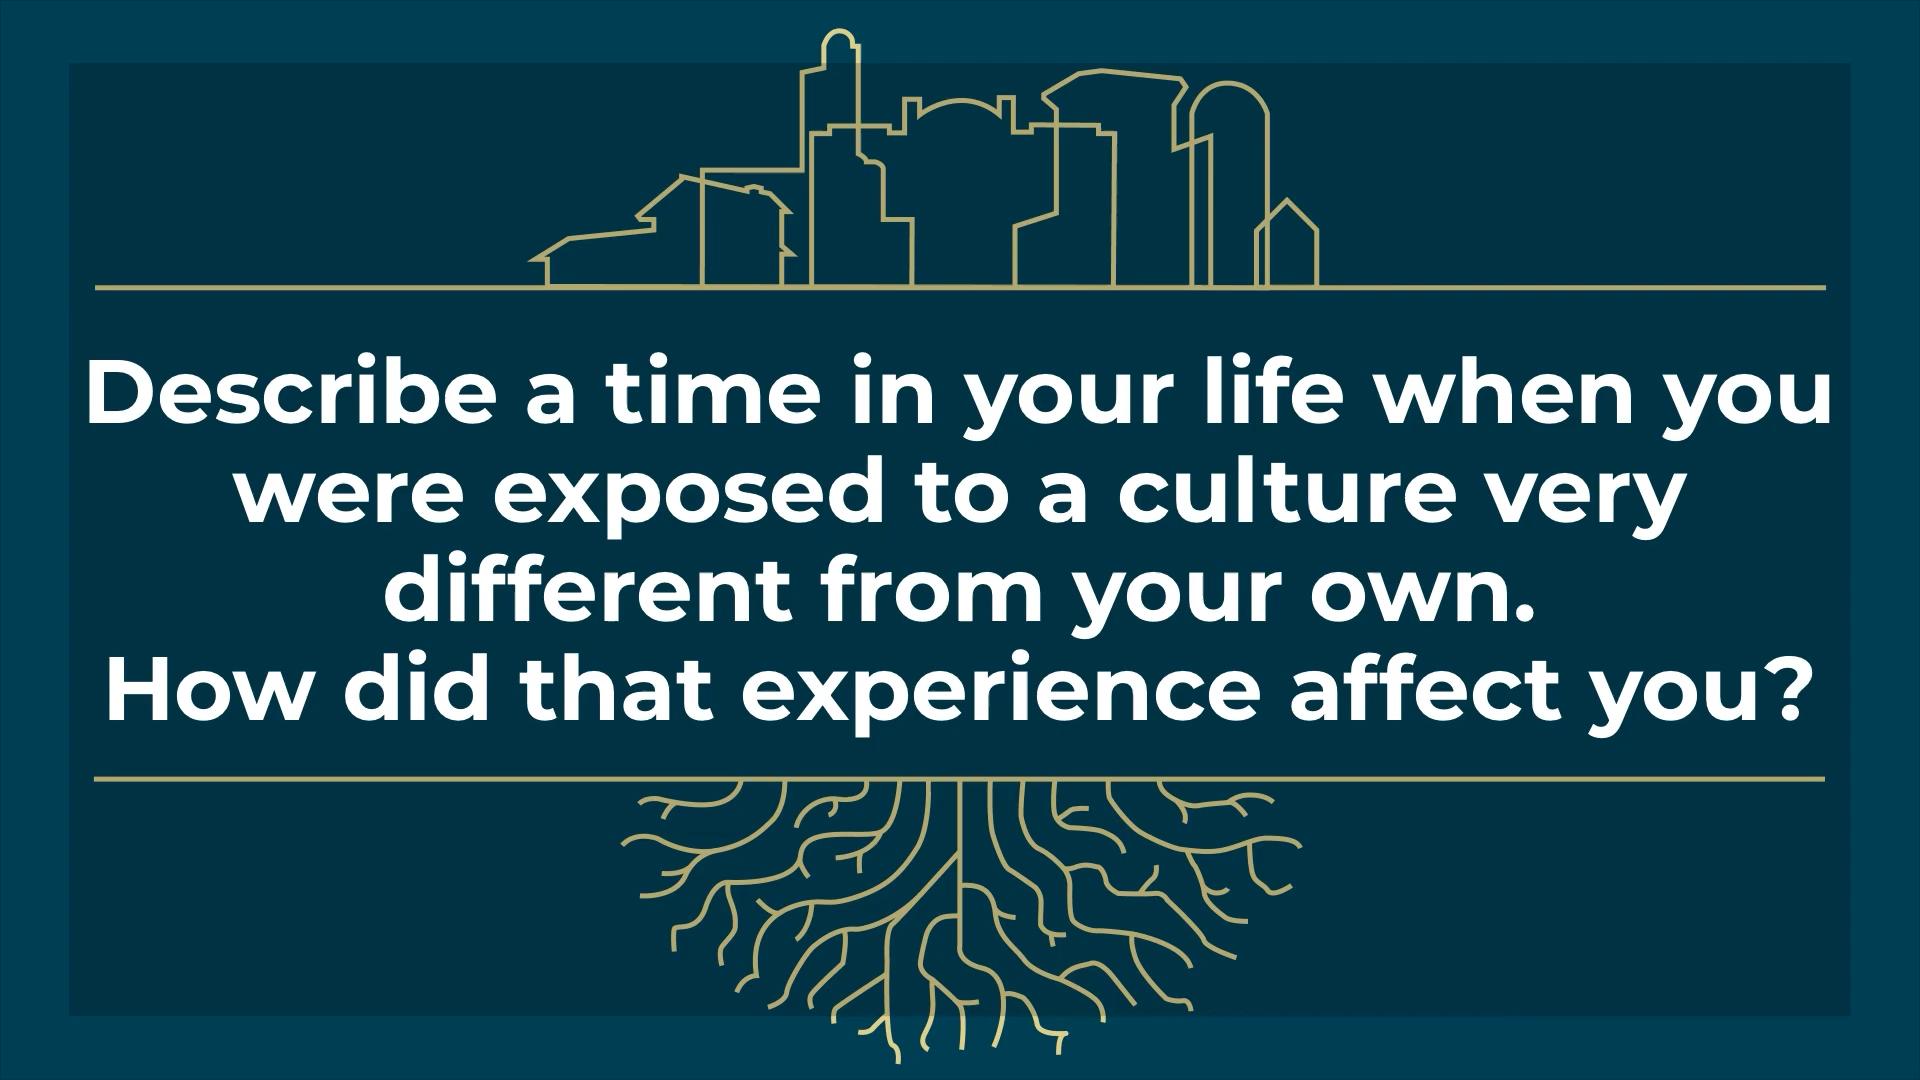 Describe a time in your life when you
were exposed to a culture very
different from your own.
How did that experience affect you?